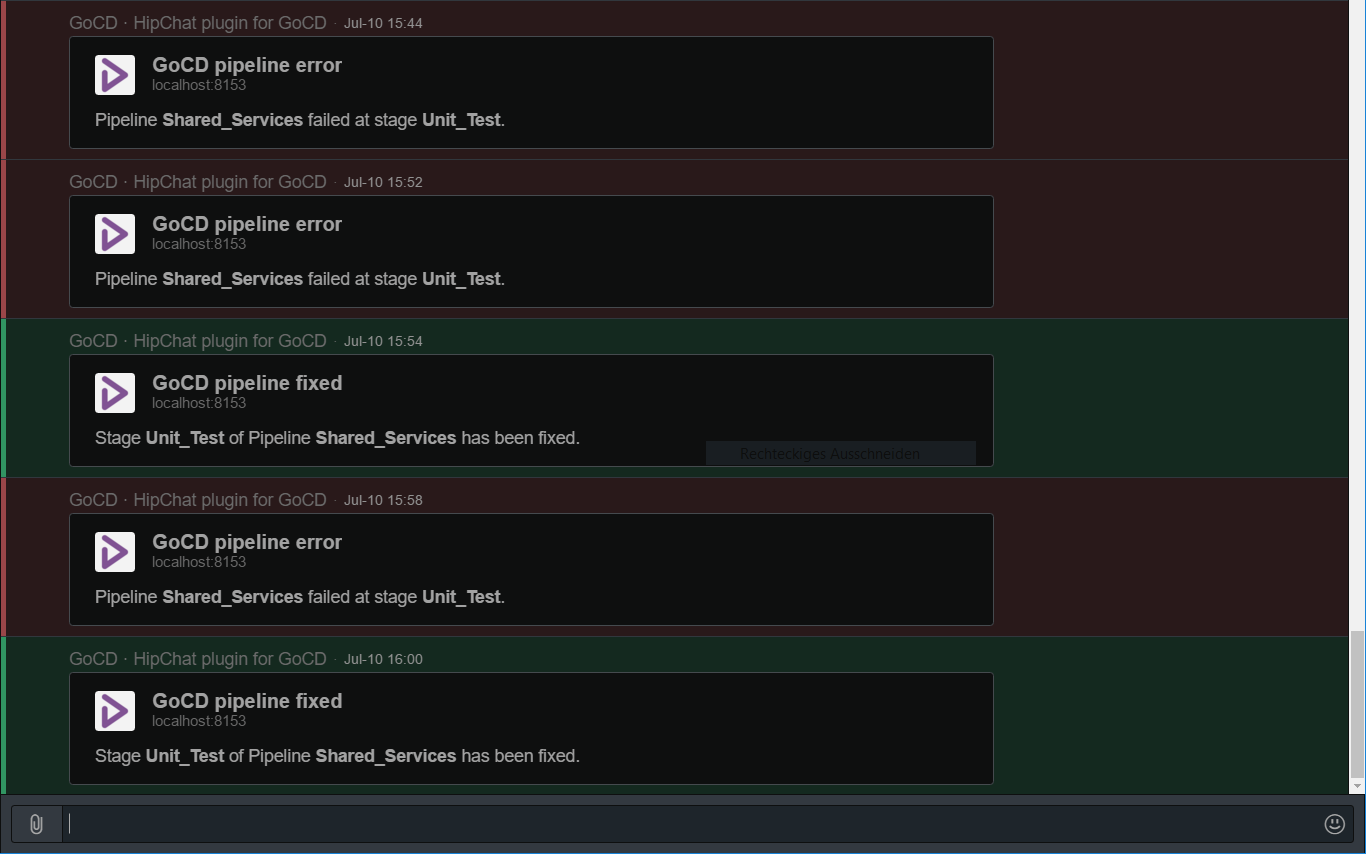 GoCD · HipChat plugin for GoCD · Jul-10 15:44
GoCD pipeline error
localhost:8153
Pipeline Shared_Services failed at stage Unit_Test.
GoCD · HipChat plugin for GoCD · Jul-10 15:52
GoCD pipeline error
localhost:8153
Pipeline Shared_Services failed at stage Unit_Test.
GoCD · HipChat plugin for GoCD · Jul-10 15:54
GoCD pipeline fixed
localhost:8153
Stage Unit_Test of Pipeline Shared_Services has been fixed.
Rechteckiges Ausschneiden
GoCD · HipChat plugin for GoCD · Jul-10 15:58
GoCD pipeline error
localhost:8153
Pipeline Shared_Services failed at stage Unit_Test.
GoCD · HipChat plugin for GoCD · Jul-10 16:00
GoCD pipeline fixed
localhost:8153
Stage Unit_Test of Pipeline Shared_Services has been fixed.